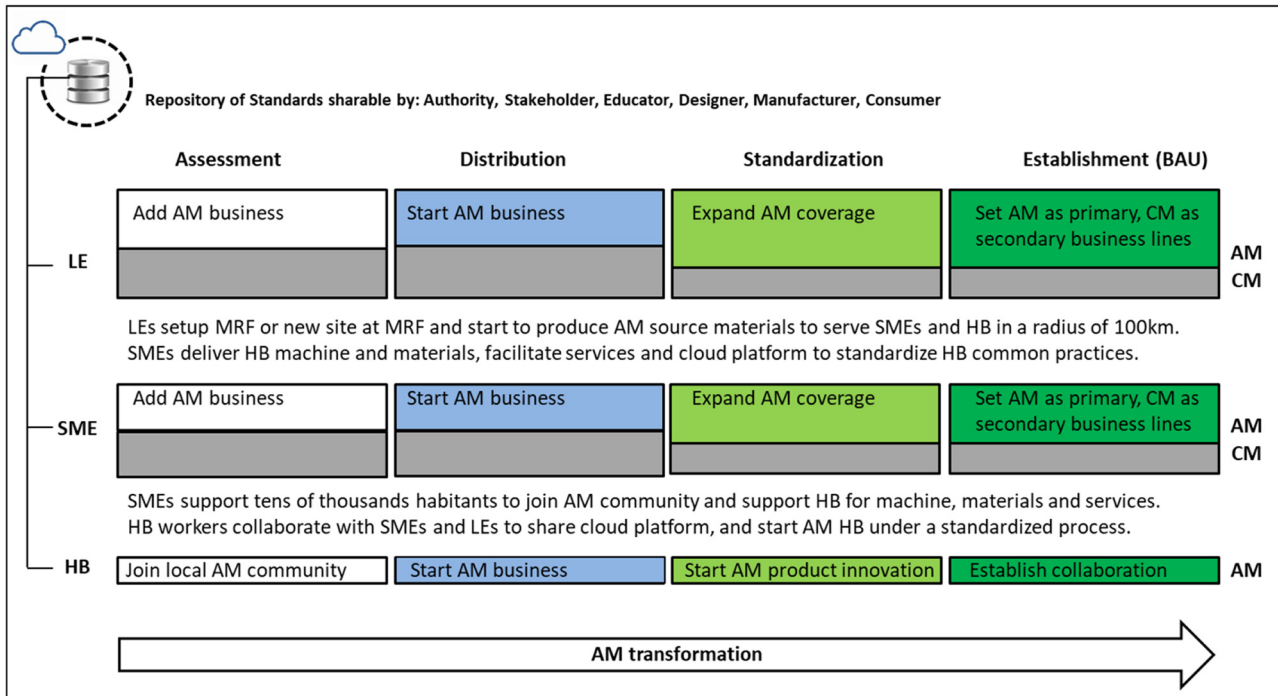 Repository of Standards sharable by: Authority, Stakeholder, Educator, Designer, Manufacturer, Consumer
Assessment
Distribution
Standardization
Establishment (BAU)
LE
Add AM business
Start AM business
Expand AM coverage
Set AM as primary, CM as
secondary business lines
AM
CM
LEs setup MRF or new site at MRF and start to produce AM source materials to serve SMEs and HB in a radius of 100km.
SMEs deliver HB machine and materials, facilitate services and cloud platform to standardize HB common practices.
SME
Add AM business
Start AM business
Expand AM coverage
Set AM as primary, CM as
secondary business lines
AM
CM
SMEs support tens of thousands habitants to join AM community and support HB for machine, materials and services.
HB workers collaborate with SMEs and LEs to share cloud platform, and start AM HB under a standardized process.
HB
Join local AM community
Start AM business
Start AM product innovation
Establish collaboration
AM
AM transformation